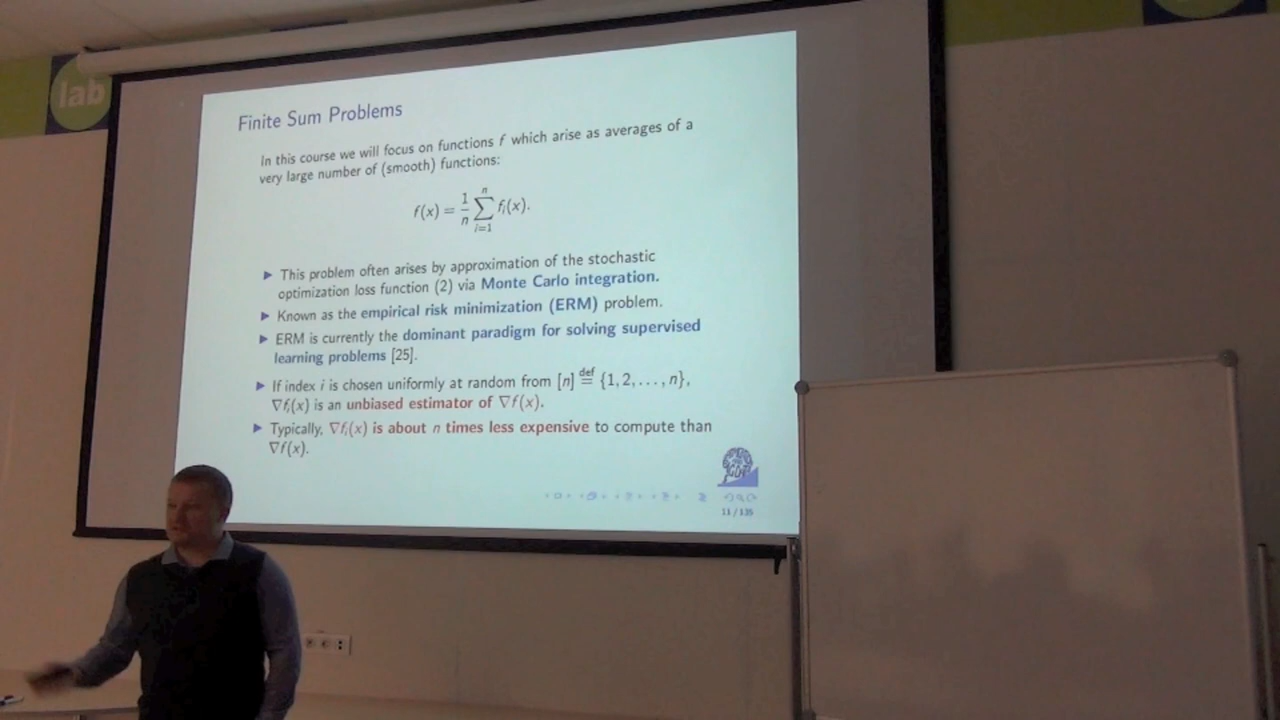 lab
Finite Sum Problems
In this course we will focus on functions f which arise as averages of a
very large number of (smooth) functions:
f(x) = 1/n ∑_{i=1}^{n} f_i(x).
► This problem often arises by approximation of the stochastic
optimization loss function (2) via Monte Carlo integration.
► Known as the empirical risk minimization (ERM) problem.
► ERM is currently the dominant paradigm for solving supervised
learning problems [25].
► If index i is chosen uniformly at random from [n] def= {1, 2, . . . , n},
∇f_i(x) is an unbiased estimator of ∇f(x).
► Typically, ∇f_i(x) is about n times less expensive to compute than
∇f(x).
11 / 135